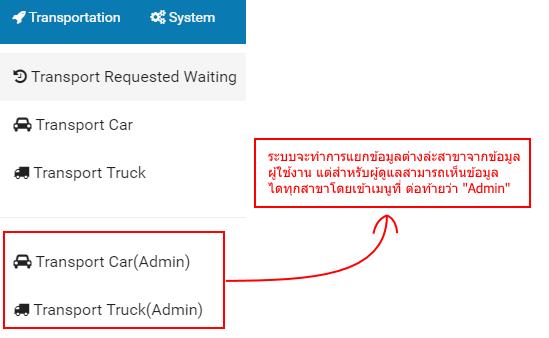 Transportation System
Transport Requested Waiting
Transport Car
Transport Truck
ระบบจะทำการแยกข้อมูลต่างล่ะสาขาจากข้อมูล
ผู้ใช้งาน แต่สำหรับผู้ดูแลสามารถเห็นข้อมูล
ไดทุกสาขาโดยเข้าเมนูที่ ต่อท้ายว่า "Admin"
Transport Car(Admin)
Transport Truck(Admin)